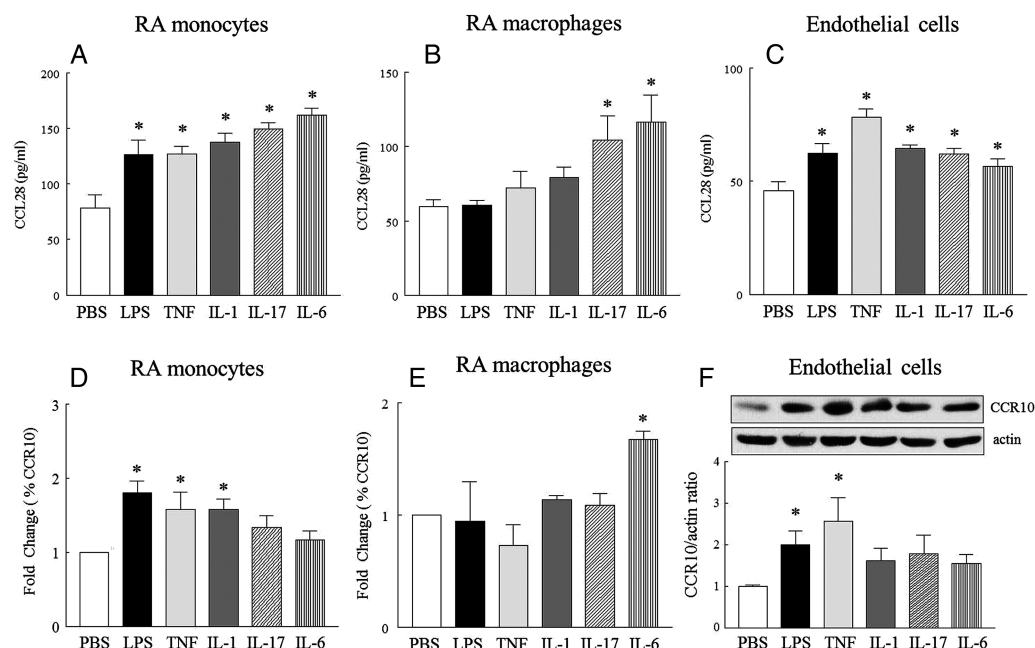 RA monocytes
RA macrophages
Endothelial cells
A
B
C
200
150
100
50
0
CCL28 (pg/ml)
* * * * *
PBS LPS TNF IL-1 IL-17 IL-6
150
100
50
0
CCL28 (pg/ml)
* *
PBS LPS TNF IL-1 IL-17 IL-6
100
50
0
CCL28 (pg/ml)
* * * * *
PBS LPS TNF IL-1 IL-17 IL-6
RA monocytes
RA macrophages
Endothelial cells
D
E
F
3
2
1
0
Fold Change ( % CCR10)
* * *
PBS LPS TNF IL-1 IL-17 IL-6
2
1
0
Fold Change ( % CCR10)
*
PBS LPS TNF IL-1 IL-17 IL-6
CCR10
actin
4
3
2
1
0
CCR10/actin ratio
* *
PBS LPS TNF IL-1 IL-17 IL-6